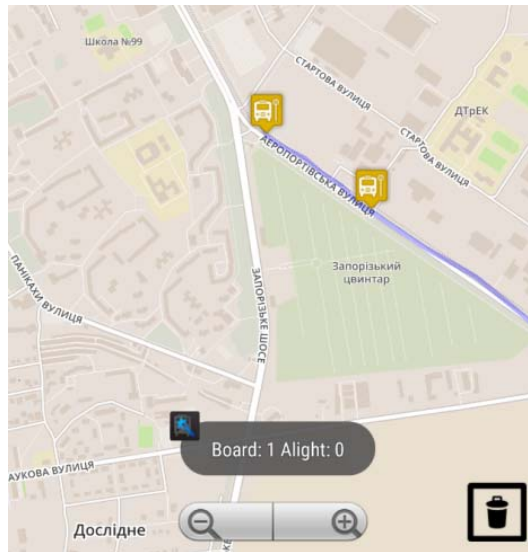 Школа №99
СТАРТОВА ВУЛИЦЯ
ДТрЕК
СТАРТОВА ВУЛИЦЯ
АЕРОПОРТІВСЬКА ВУЛИЦЯ
Запорізький
цвинтар
ПАНІКАХИ ВУЛИЦЯ
ЗАПОРІЗЬКЕ ШОСЕ
Board: 1 Alight: 0
АУКОВА ВУЛИЦЯ
Дослідне